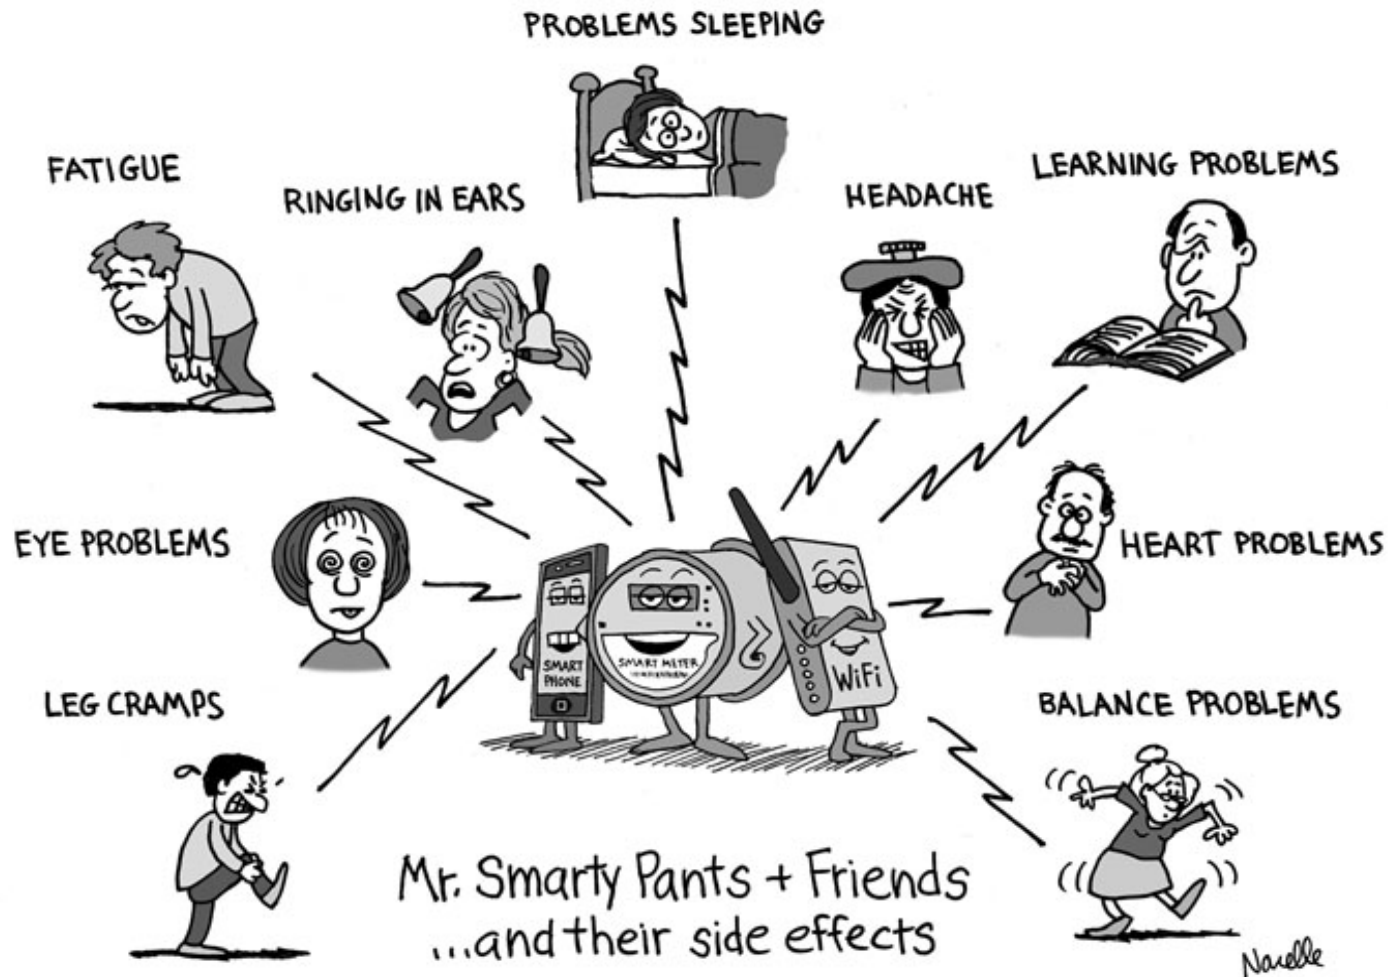 PROBLEMS SLEEPING
FATIGUE
RINGING IN EARS
HEADACHE
LEARNING PROBLEMS
EYE PROBLEMS
HEART PROBLEMS
SMART
PHONE
SMART METER
WiFi
LEG CRAMPS
BALANCE PROBLEMS
Mr. Smarty Pants + Friends
...and their side effects
Narelle